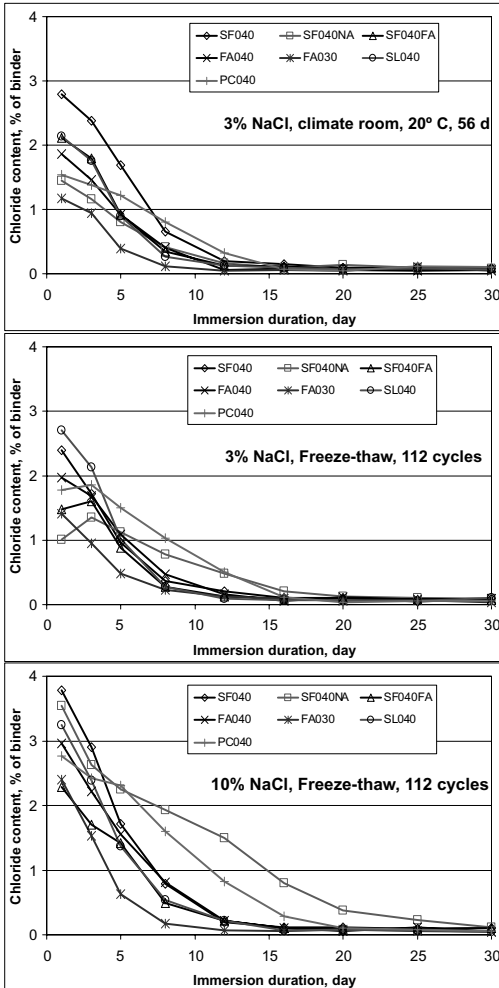 4
3
2
1
0
Chloride content, % of binder
SF040 SF040NA SF040FA
FA040 FA030 SL040
PC040
3% NaCl, climate room, 20º C, 56 d
0 5 10 15 20 25 30
Immersion duration, day
4
3
2
1
0
Chloride content, % of binder
SF040 SF040NA SF040FA
FA040 FA030 SL040
PC040
3% NaCl, Freeze-thaw, 112 cycles
0 5 10 15 20 25 30
Immersion duration, day
4
3
2
1
0
Chloride content, % of binder
SF040 SF040NA SF040FA
FA040 FA030 SL040
PC040
10% NaCl, Freeze-thaw, 112 cycles
0 5 10 15 20 25 30
Immersion duration, day